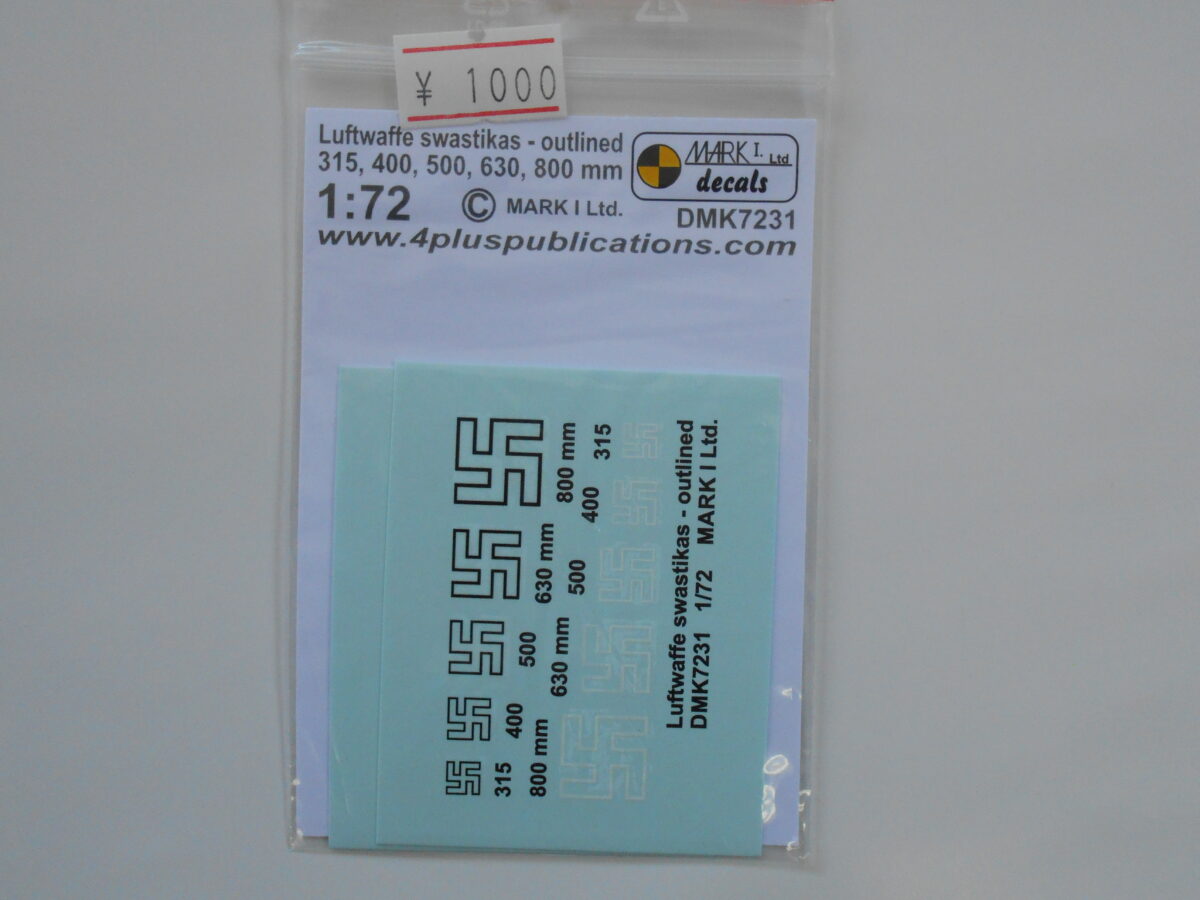 ¥ 1000
Luftwaffe swastikas - outlined
315, 400, 500, 630, 800 mm
1:72 © MARK I Ltd.
MARK I. Ltd
decals
DMK7231
www.4pluspublications.com
315
400
500
630 mm
800 mm
800 mm
630 mm
500
400
315
Luftwaffe swastikas - outlined
DMK7231 1/72 MARK I Ltd.